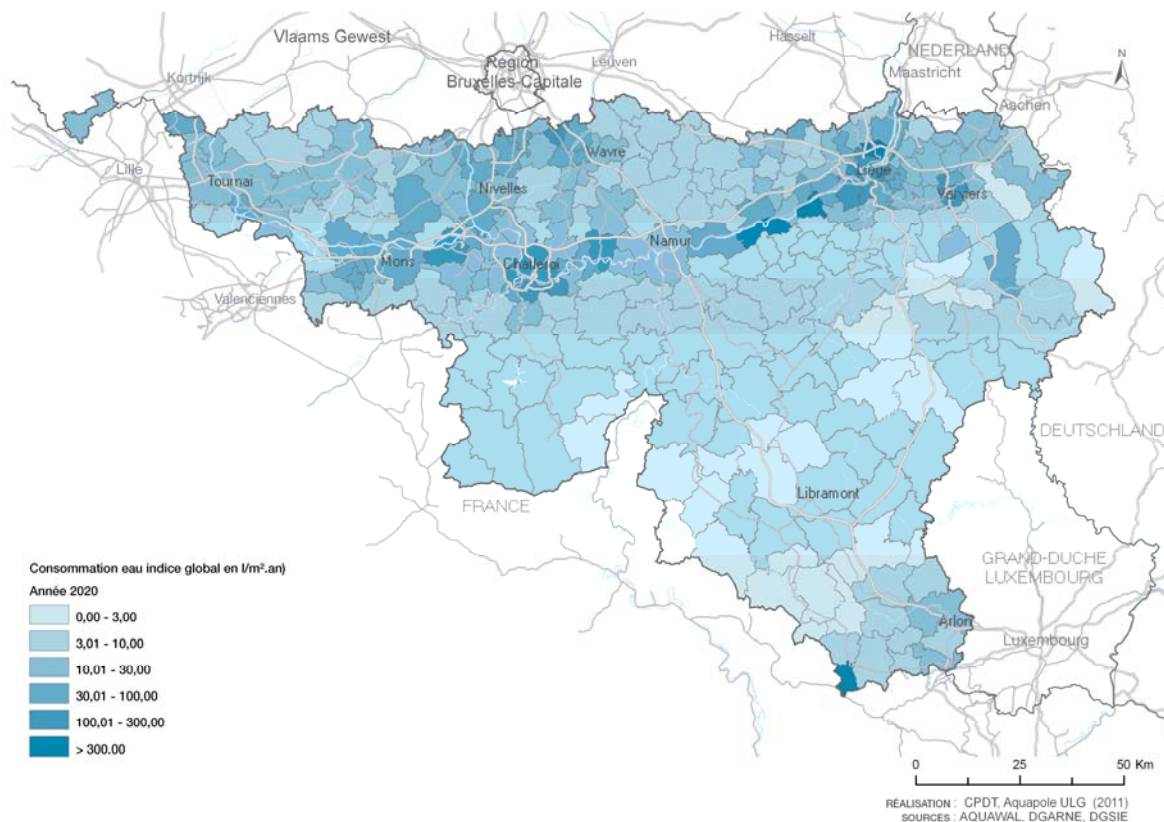 Vlaams Gewest
Hasselt
NEDERLAND
Région
Bruxelles-Capitale
Leuven
Maastricht
N
Kortrijk
Aachen
Lille
Wavre
Liège
Tournai
Nivelles
Verviers
Mons
Charleroi
Namur
Valenciennes
DEUTSCHLAND
Libramont
FRANCE
GRAND-DUCHE
LUXEMBOURG
Arlon
Luxembourg
Consommation eau indice global en l/m².an)
Année 2020
0,00 - 3,00
3,01 - 10,00
10,01 - 30,00
30,01 - 100,00
100,01 - 300,00
> 300.00
0 25 50 Km
RÉALISATION : CPDT, Aquapole ULG (2011)
SOURCES : AQUAWAL, DGARNE, DGSIE